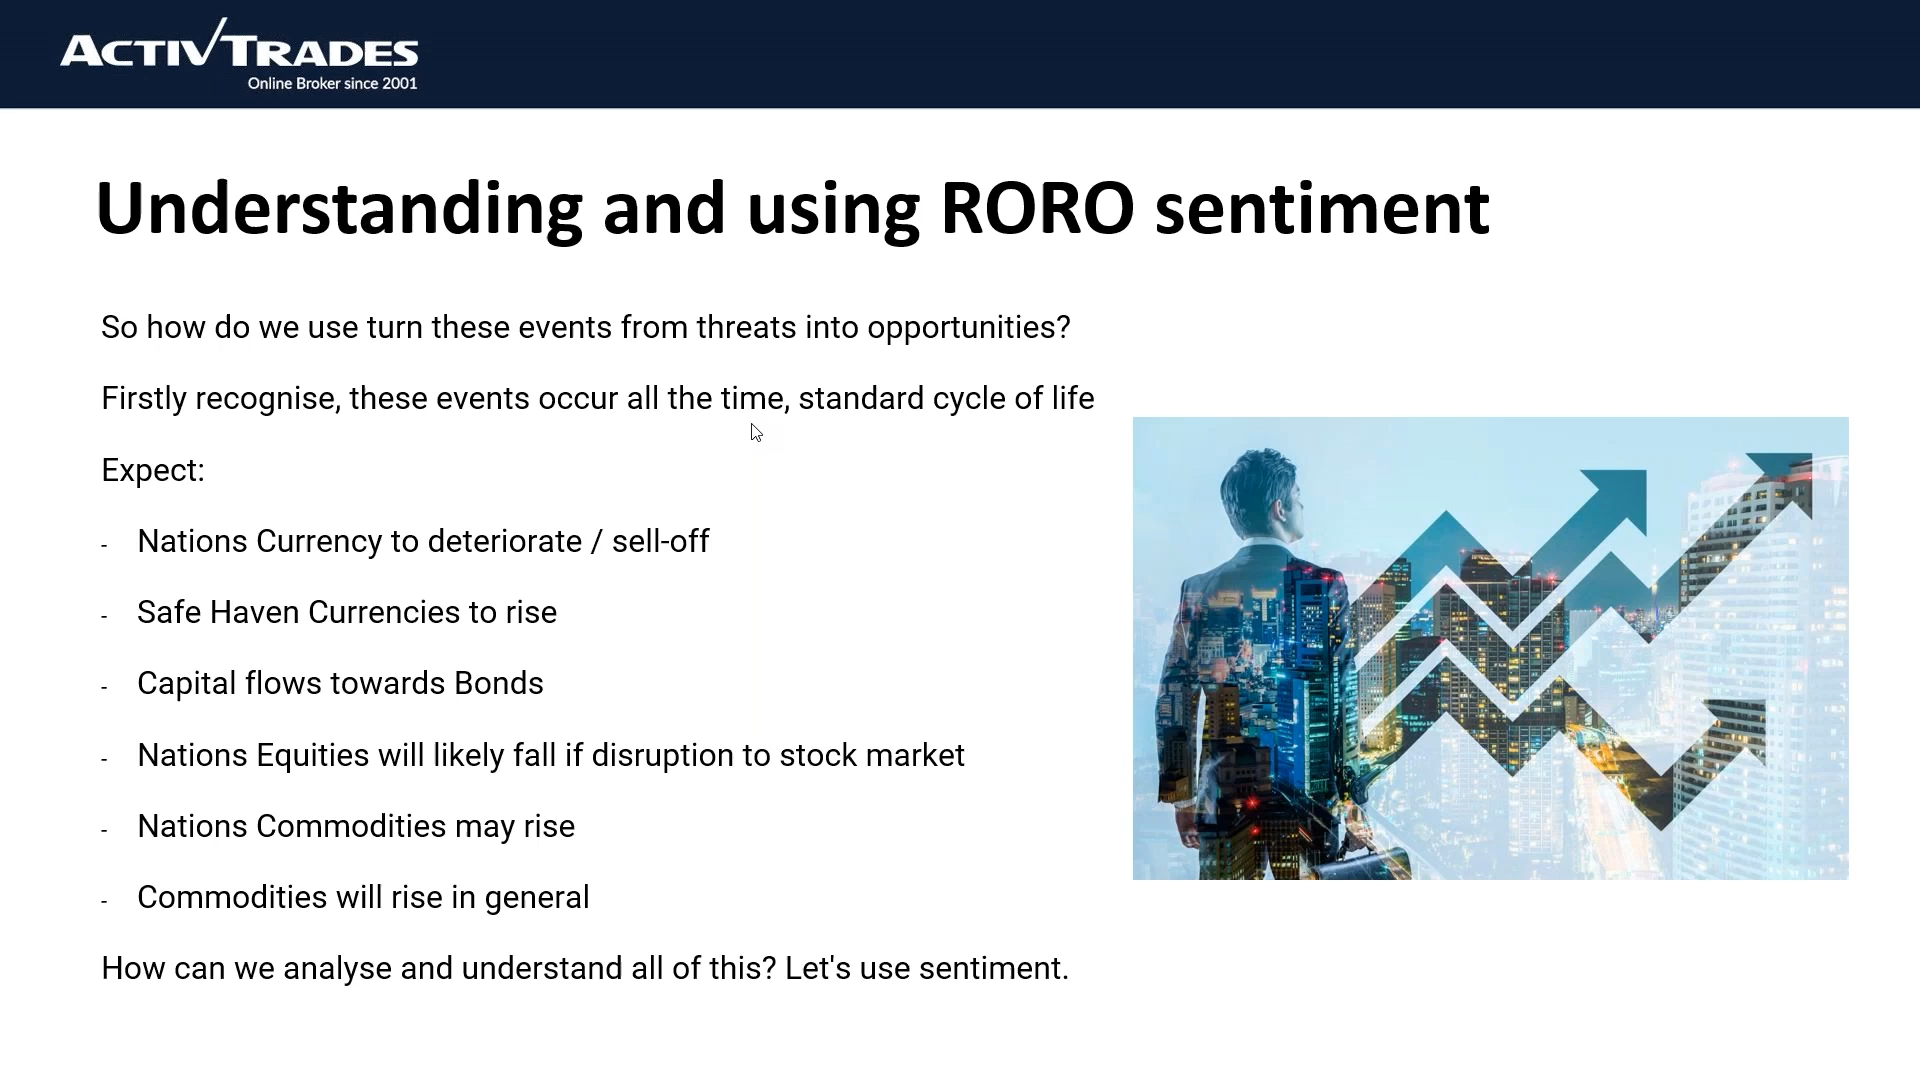 ACTIVTRADES
Online Broker since 2001
Understanding and using RORO sentiment
So how do we use turn these events from threats into opportunities?
Firstly recognise, these events occur all the time, standard cycle of life
Expect:
- Nations Currency to deteriorate / sell-off
- Safe Haven Currencies to rise
- Capital flows towards Bonds
- Nations Equities will likely fall if disruption to stock market
- Nations Commodities may rise
- Commodities will rise in general
How can we analyse and understand all of this? Let's use sentiment.